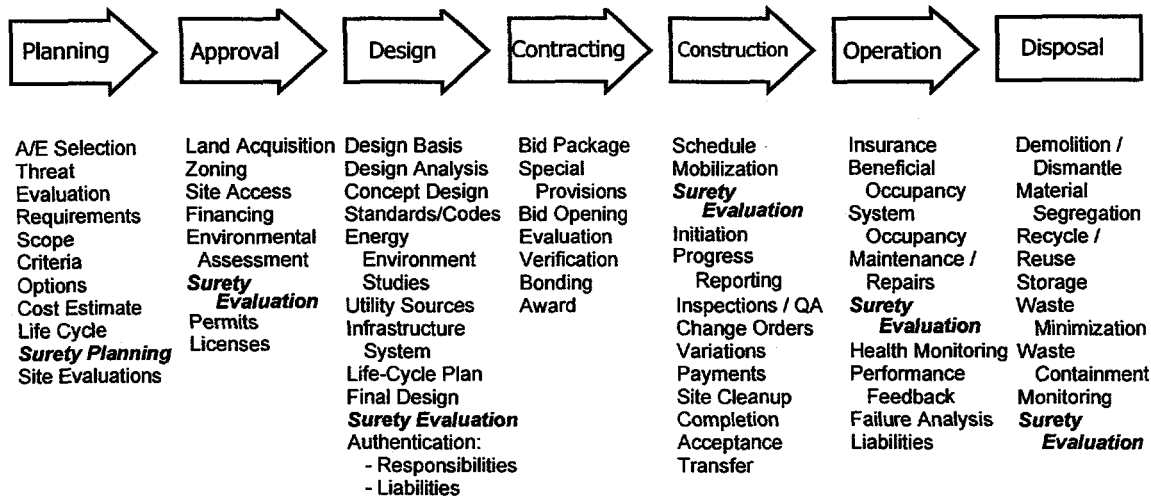 Planning
Approval
Design
Contracting
Construction
Operation
Disposal
A/E Selection
Threat
Evaluation
Requirements
Scope
Criteria
Options
Cost Estimate
Life Cycle
Surety Planning
Site Evaluations
Land Acquisition
Zoning
Site Access
Financing
Environmental
Assessment
Surety
Evaluation
Permits
Licenses
Design Basis
Design Analysis
Concept Design
Standards/Codes
Energy
Environment
Studies
Utility Sources
Infrastructure
System
Life-Cycle Plan
Final Design
Surety Evaluation
Authentication:
- Responsibilities
- Liabilities
Bid Package
Special
Provisions
Bid Opening
Evaluation
Verification
Bonding
Award
Schedule
Mobilization
Surety
Evaluation
Initiation
Progress
Reporting
Inspections / QA
Change Orders
Variations
Payments
Site Cleanup
Completion
Acceptance
Transfer
Insurance
Beneficial
Occupancy
System
Occupancy
Maintenance /
Repairs
Surety
Evaluation
Health Monitoring
Performance
Feedback
Failure Analysis
Liabilities
Demolition /
Dismantle
Material
Segregation
Recycle /
Reuse
Storage
Waste
Minimization
Waste
Containment
Monitoring
Surety
Evaluation